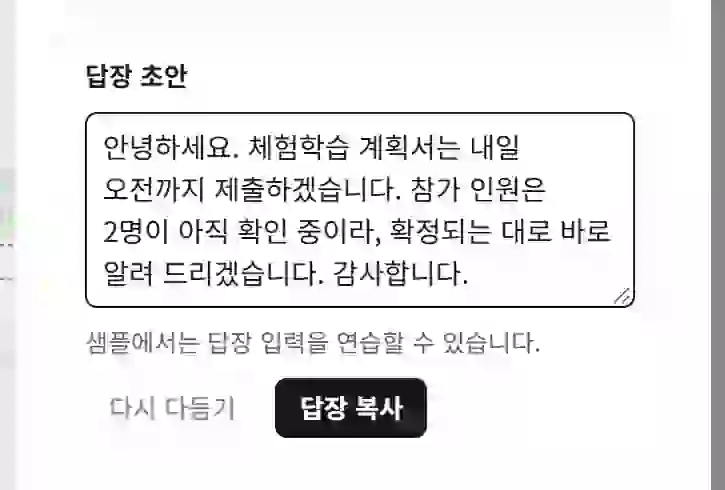 답장 초안
안녕하세요. 체험학습 계획서는 내일
오전까지 제출하겠습니다. 참가 인원은
2명이 아직 확인 중이라, 확정되는 대로 바로
알려 드리겠습니다. 감사합니다.
샘플에서는 답장 입력을 연습할 수 있습니다.
다시 다듬기
답장 복사